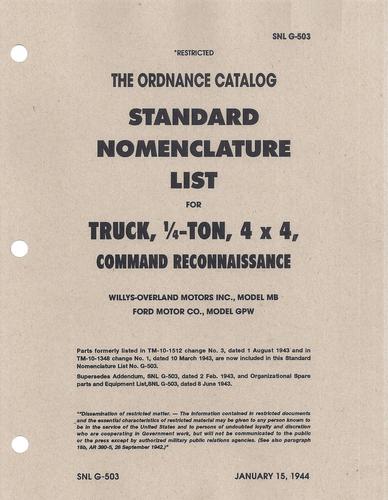 SNL G-503
*RESTRICTED
THE ORDNANCE CATALOG
STANDARD
NOMENCLATURE
LIST
FOR
TRUCK, ¼-TON, 4 x 4,
COMMAND RECONNAISSANCE
WILLYS-OVERLAND MOTORS INC., MODEL MB
FORD MOTOR CO., MODEL GPW
Parts formerly listed in TM-10-1512 change No. 3, dated 1 August 1943 and in
TM-10-1348 change No. 1, dated 10 March 1943, are now included in this Standard
Nomenclature List No. G-503.
Supersedes Addendum, SNL G-503, dated 2 Feb. 1943, and Organizational Spare
parts and Equipment List,SNL G-503, dated 8 June 1943.
*"Dissemination of restricted matter. — The information contained in restricted documents
and the essential characteristics of restricted material may be given to any person known to
be in the service of the United States and to persons of undoubted loyalty and discretion
who are cooperating in Government work, but will not be communicated to the public
or the press except by authorized military public relations agencies. (See also paragraph
18b, AR 380-5, 28 September 1942.)"
SNL G-503
JANUARY 15, 1944